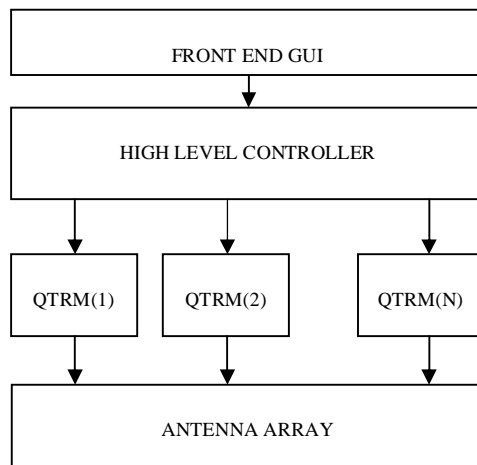 FRONT END GUI
HIGH LEVEL CONTROLLER
QTRM(1) QTRM(2) QTRM(N)
ANTENNA ARRAY